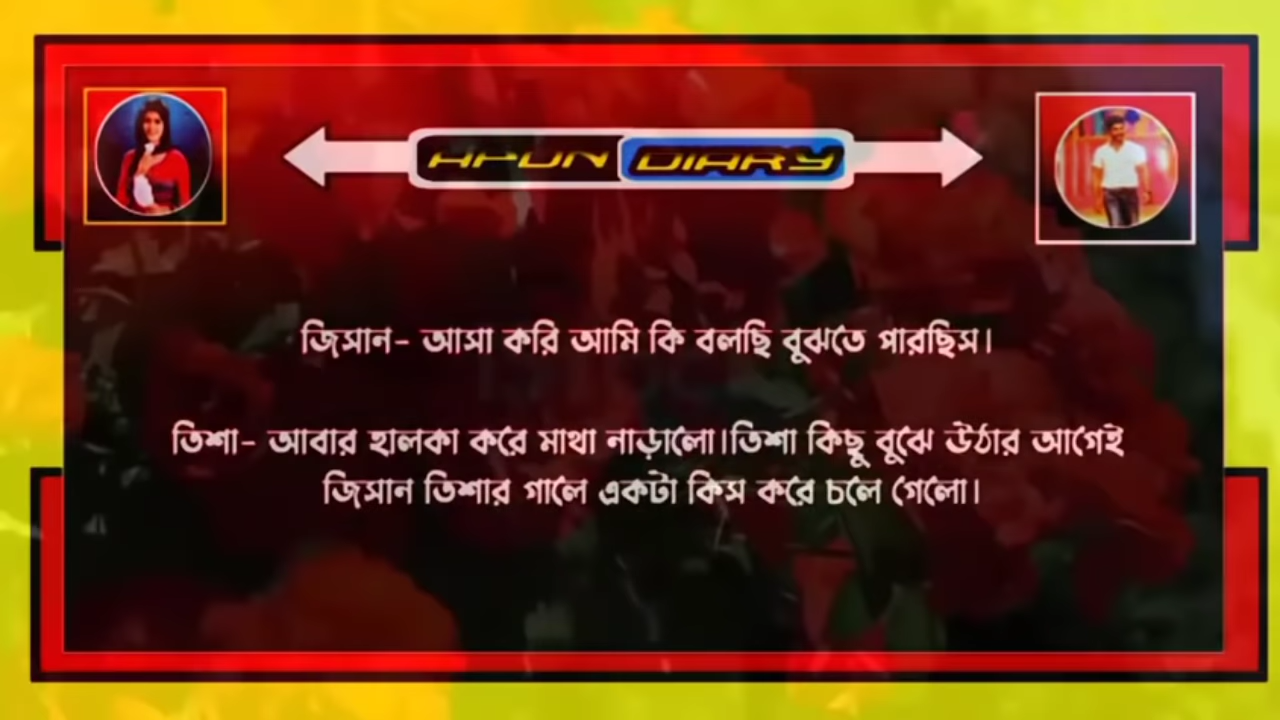 APUN DIARY
জিসান- আসা করি আমি কি বলছি বুঝতে পারছিস।
তিশা- আবার হালকা করে মাথা নাড়ালো।তিশা কিছু বুঝে উঠার আগেই
জিসান তিশার গালে একটা কিস করে চলে গেলো।